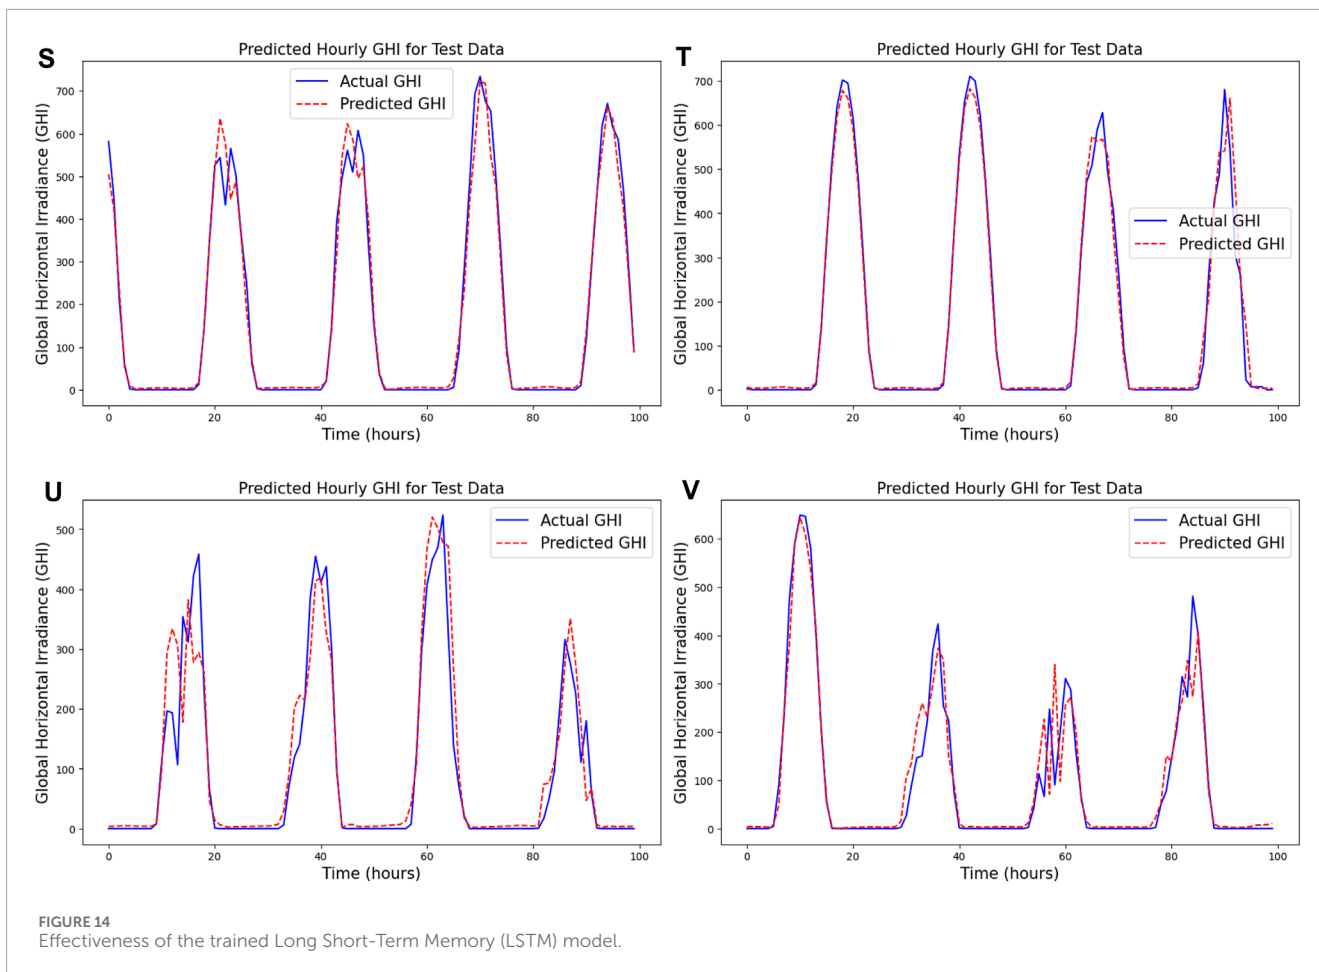 S
Predicted Hourly GHI for Test Data
Global Horizontal Irradiance (GHI)
700
600
500
400
300
200
100
0
Actual GHI
Predicted GHI
0 20 40 60 80 100
Time (hours)
T
Predicted Hourly GHI for Test Data
Global Horizontal Irradiance (GHI)
700
600
500
400
300
200
100
0
Actual GHI
Predicted GHI
0 20 40 60 80 100
Time (hours)
U
Predicted Hourly GHI for Test Data
Global Horizontal Irradiance (GHI)
500
400
300
200
100
0
Actual GHI
Predicted GHI
0 20 40 60 80 100
Time (hours)
V
Predicted Hourly GHI for Test Data
Global Horizontal Irradiance (GHI)
600
500
400
300
200
100
0
Actual GHI
Predicted GHI
0 20 40 60 80 100
Time (hours)
FIGURE 14
Effectiveness of the trained Long Short-Term Memory (LSTM) model.